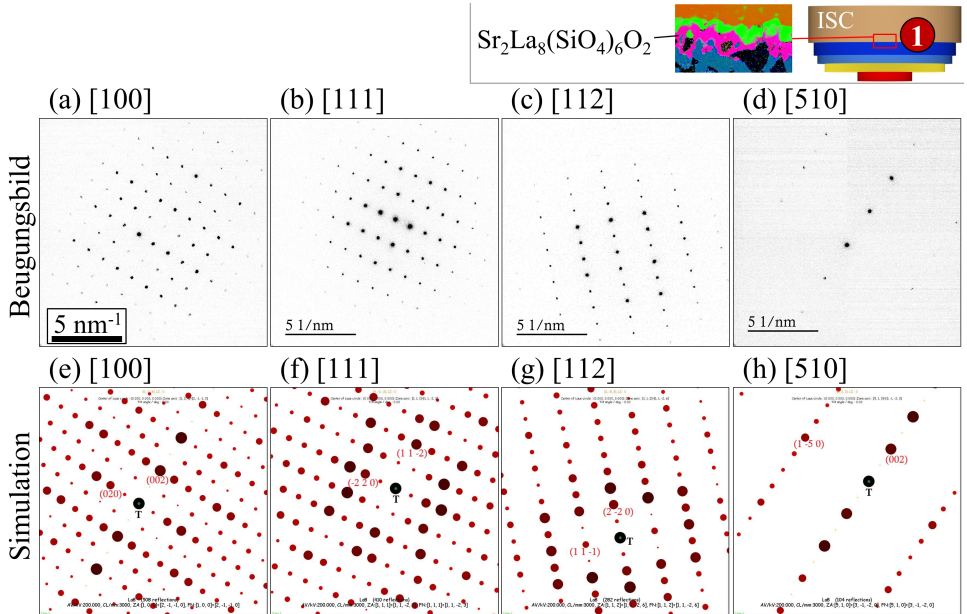 ISC
1
Sr₂La₈(SiO₄)₆O₂
(a) [100]
(b) [111]
(c) [112]
(d) [510]
Beugungsbild
5 nm⁻¹
5 1/nm
5 1/nm
5 1/nm
(e) [100]
(f) [111]
(g) [112]
(h) [510]
Simulation
(002)
(020)
T
(1 1 -2)
(-2 2 0)
T
(2 -2 0)
(1 1 -1)
T
(1 -5 0)
(002)
T